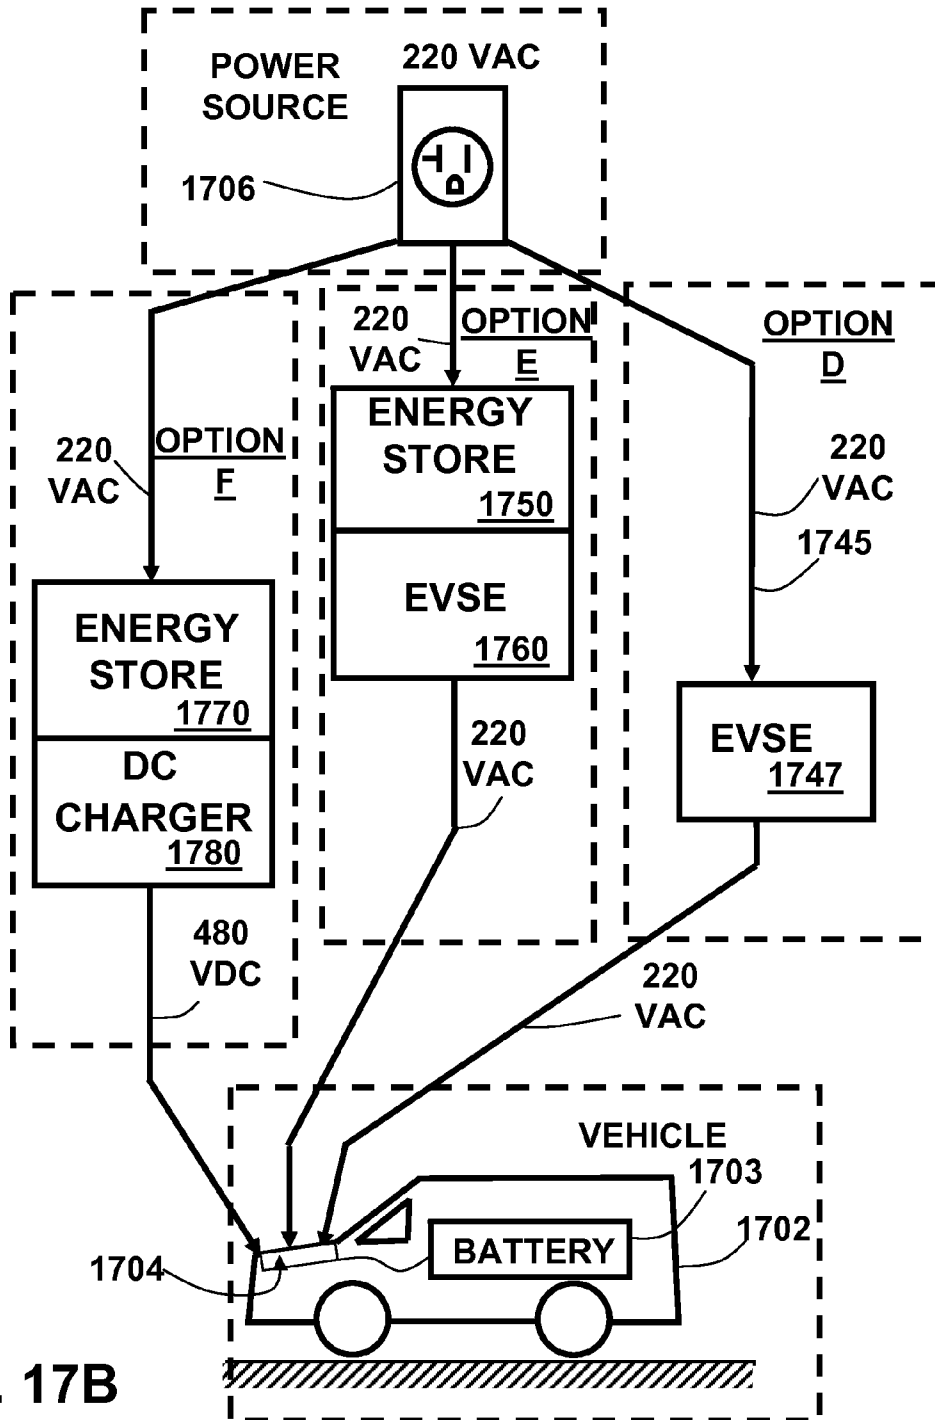 220 VAC
POWER
SOURCE
1706
220
VAC
OPTION
E
OPTION
D
ENERGY
STORE
1750
220
VAC
OPTION
F
220
VAC
1745
EVSE
1760
ENERGY
STORE
1770
DC
CHARGER
1780
220
VAC
EVSE
1747
480
VDC
220
VAC
VEHICLE
1703
1702
BATTERY
1704
. 17B